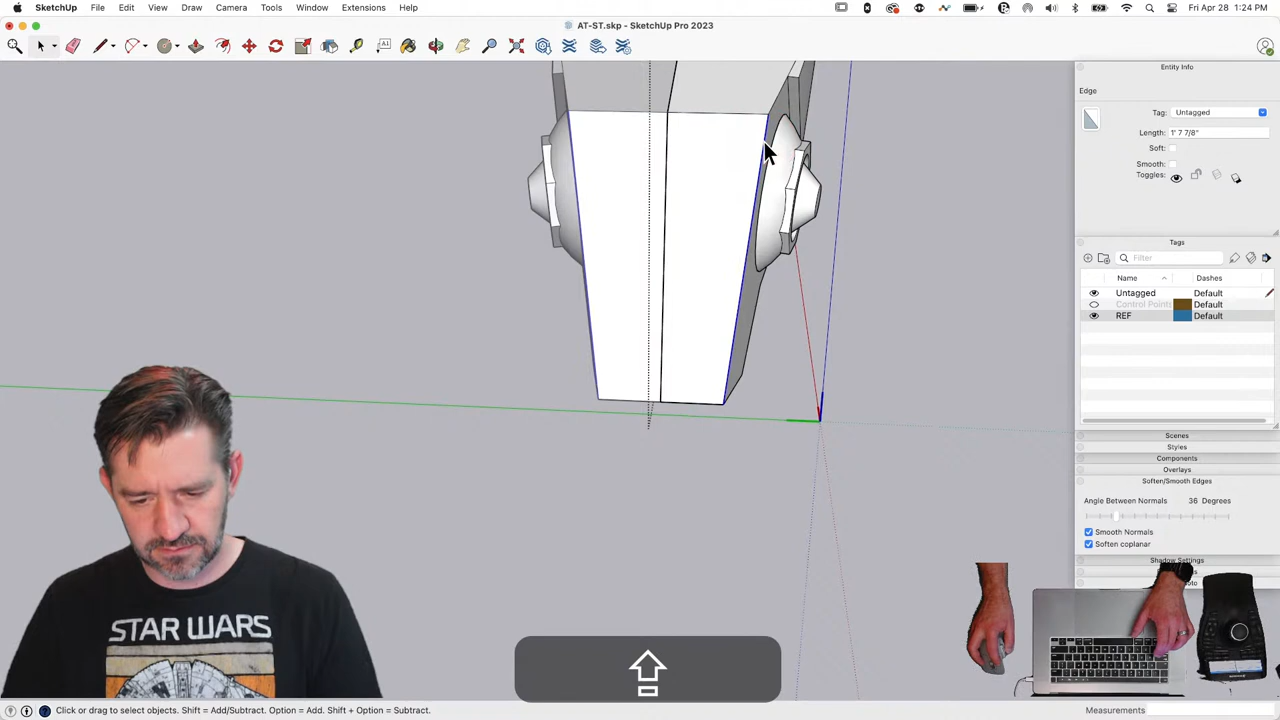 SketchUp File Edit View Draw Camera Tools Window Extensions Help
Fri Apr 28 1:24 PM
AT-ST.skp - SketchUp Pro 2023
Entity Info
Edge
Tag: Untagged
Length: 1' 7 7/8"
Soft:
Smooth:
Toggles:
Tags
Filter
Name Dashes
Untagged Default
Control Points Default
REF Default
Scenes
Styles
Components
Overlays
Soften/Smooth Edges
Angle Between Normals 36 Degrees
Smooth Normals
Soften coplanar
Shadow Settings
STAR WARS
Click or drag to select objects. Shift = Add/Subtract. Option = Add. Shift + Option = Subtract.
Measurements